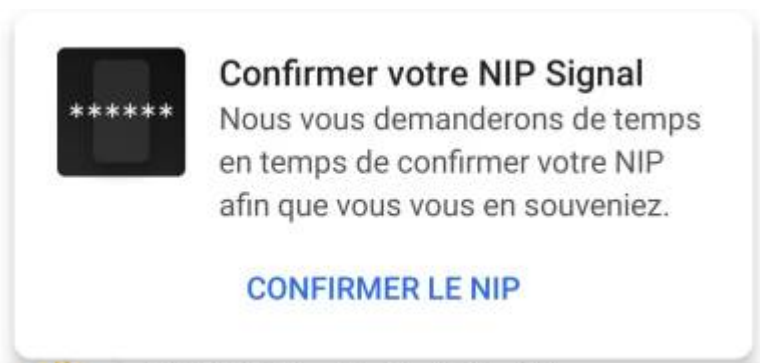 ******
Confirmer votre NIP Signal
Nous vous demanderons de temps
en temps de confirmer votre NIP
afin que vous vous en souveniez.
CONFIRMER LE NIP